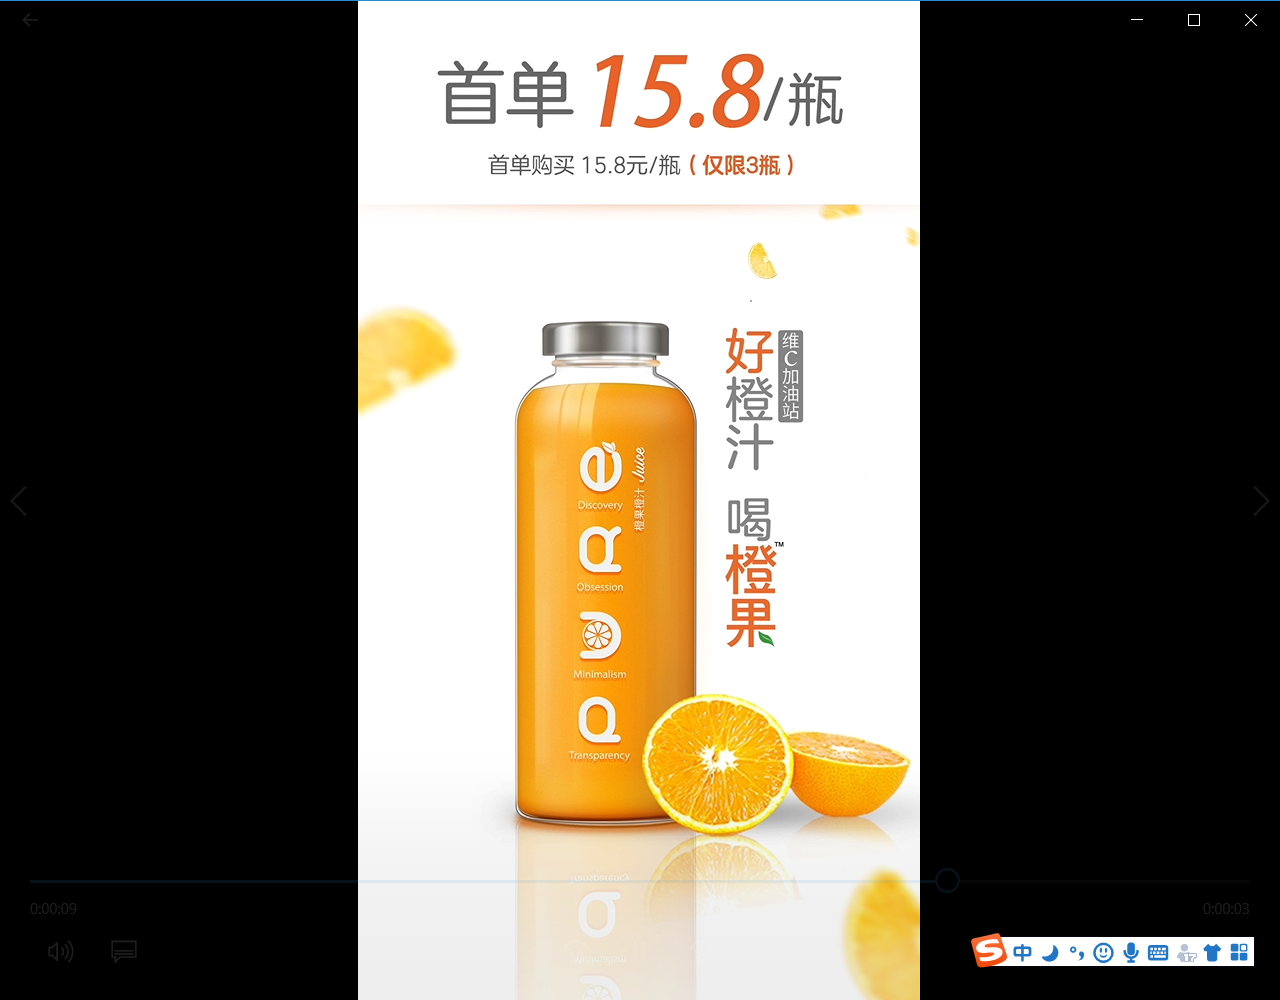 首单 15.8/瓶
首单购买 15.8元/瓶（仅限3瓶）
好橙汁
维C加油站
喝橙果™
e
Discovery
Juice
橙果橙汁
R
Obsession
U
Minimalism
P
Transparency
0:00:09
0:00:03
S中